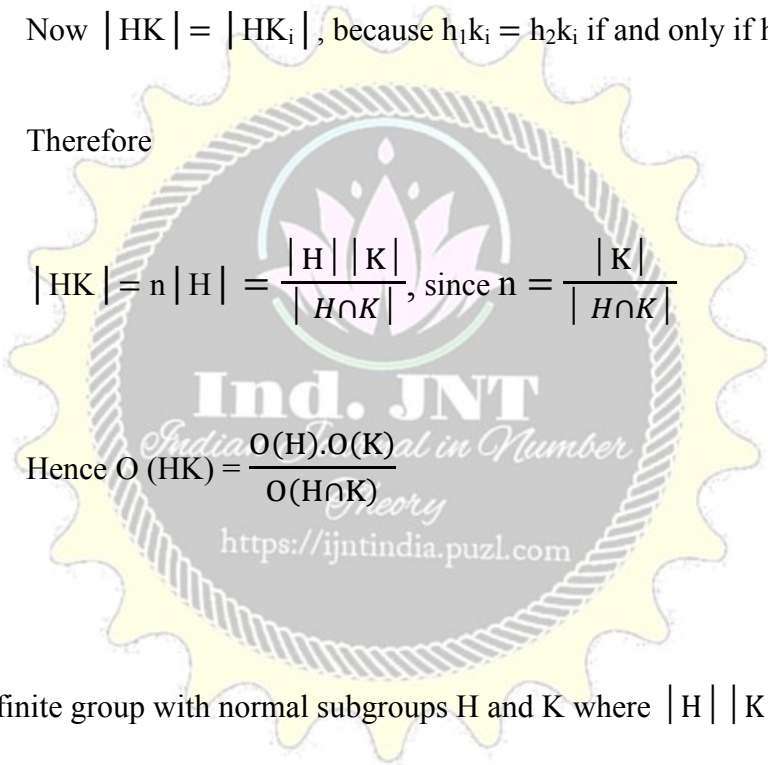 Now |HK| = |HKᵢ|, because h₁kᵢ = h₂kᵢ if and only if h
Therefore
|HK| = n|H| = |H||K| / |H∩K|, since n = |K| / |H∩K|
Ind. JNT
Indian Journal in Number
Theory
Hence O (HK) = O(H).O(K) / O(H∩K)
https://ijntindia.puzl.com
finite group with normal subgroups H and K where |H||K